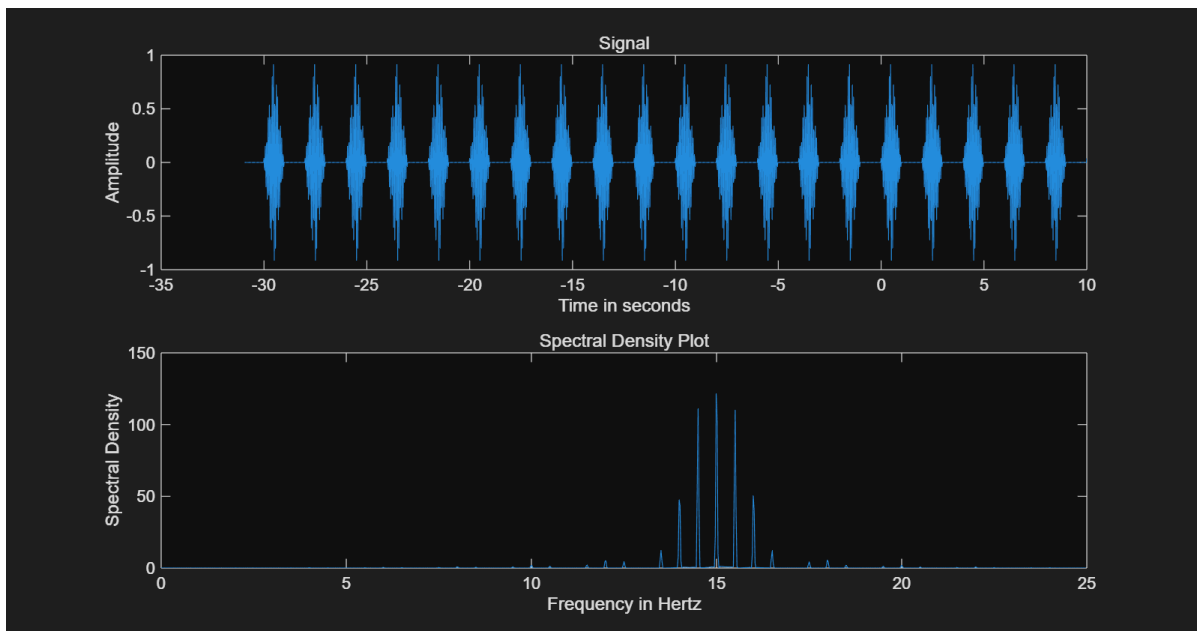 Signal
1
0.5
0
-0.5
-1
Amplitude
-35 -30 -25 -20 -15 -10 -5 0 5 10
Time in seconds
Spectral Density Plot
150
100
50
0
Spectral Density
0 5 10 15 20 25
Frequency in Hertz